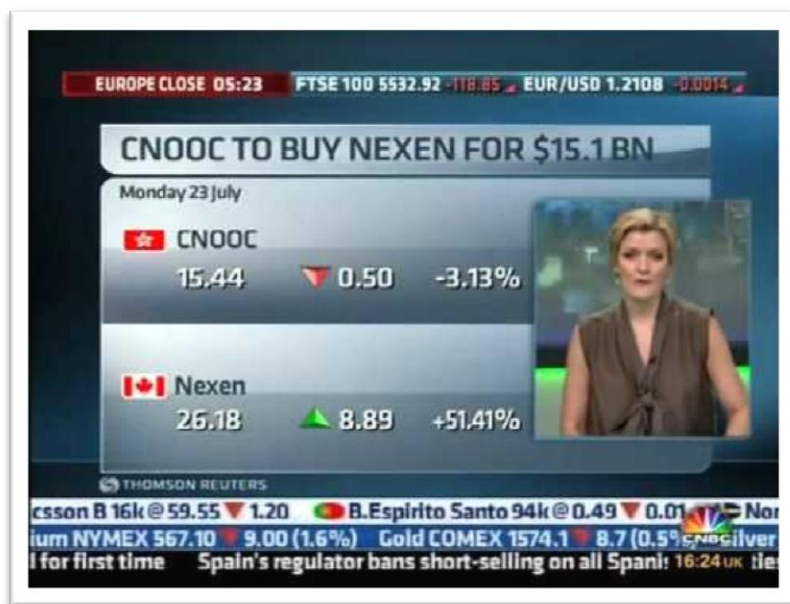 EUROPE CLOSE 05:23 FTSE 100 5532.92 -118.85 EUR/USD 1.2108 -0.0014
CNOOC TO BUY NEXEN FOR $15.1 BN
Monday 23 July
CNOOC
15.44 0.50 -3.13%
Nexen
26.18 8.89 +51.41%
THOMSON REUTERS
csson B 16k@59.55 1.20 B.Espirito Santo 94k@0.49 0.01 Nor
ium NYMEX 567.10 9.00 (1.6%) Gold COMEX 1574.1 8.7 (0.5% CNBC ilver
l for first time Spain's regulator bans short-selling on all Spani 16:24 UK tie